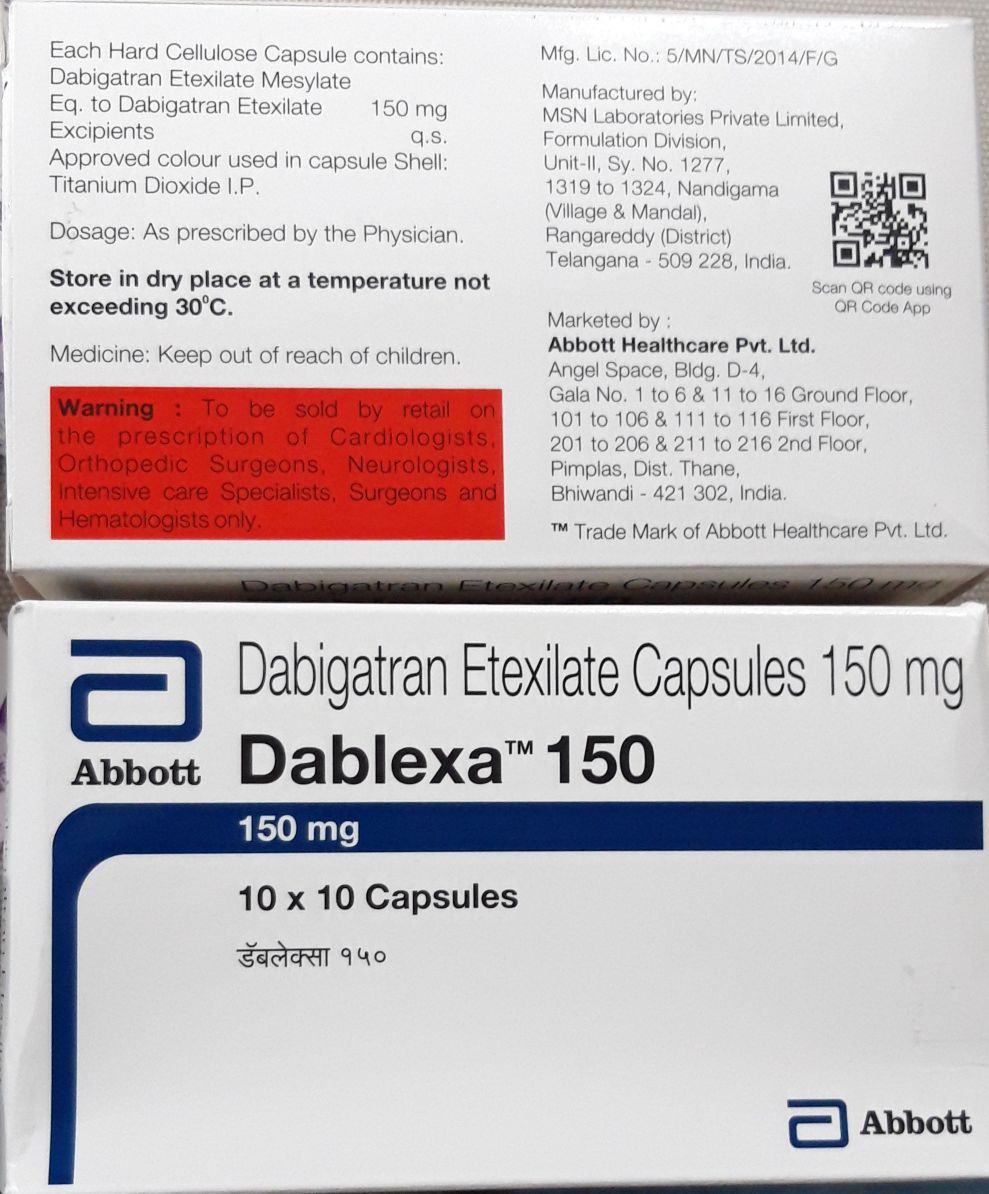 Each Hard Cellulose Capsule contains:
Dabigatran Etexilate Mesylate
Eq. to Dabigatran Etexilate 150 mg
Excipients q.s.
Approved colour used in capsule Shell:
Titanium Dioxide I.P.
Dosage: As prescribed by the Physician.
Store in dry place at a temperature not
exceeding 30⁰C.
Medicine: Keep out of reach of children.
Warning : To be sold by retail on
the prescription of Cardiologists,
Orthopedic Surgeons, Neurologists,
Intensive care Specialists, Surgeons and
Hematologists only.
Mfg. Lic. No.: 5/MN/TS/2014/F/G
Manufactured by:
MSN Laboratories Private Limited,
Formulation Division,
Unit-II, Sy. No. 1277,
1319 to 1324, Nandigama
(Village & Mandal),
Rangareddy (District)
Telangana - 509 228, India.
Scan QR code using
QR Code App
Marketed by :
Abbott Healthcare Pvt. Ltd.
Angel Space, Bldg. D-4,
Gala No. 1 to 6 & 11 to 16 Ground Floor,
101 to 106 & 111 to 116 First Floor,
201 to 206 & 211 to 216 2nd Floor,
Pimplas, Dist. Thane,
Bhiwandi - 421 302, India.
™ Trade Mark of Abbott Healthcare Pvt. Ltd.
Dabigatran Etexilate Capsules 150 mg
Abbott
Dabigatran Etexilate Capsules 150 mg
Dablexa™ 150
150 mg
10 x 10 Capsules
डॅबलेक्सा १५०
Abbott